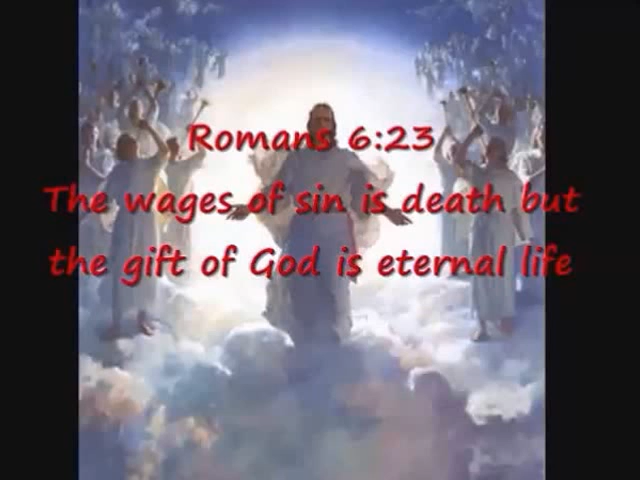 Romans 6:23
The wages of sin is death but
the gift of God is eternal life